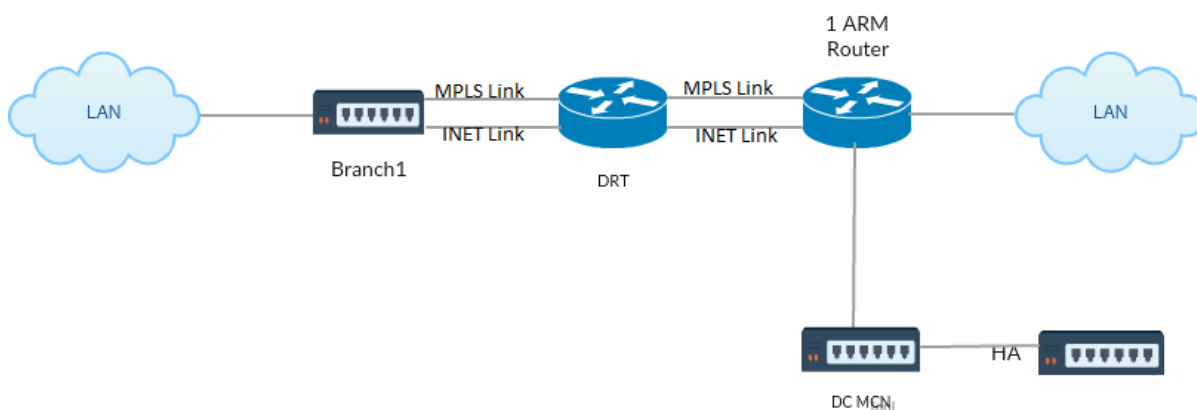 1 ARM
Router
LAN
MPLS Link
MPLS Link
LAN
INET Link
INET Link
Branch1
DRT
HA
DC MCN